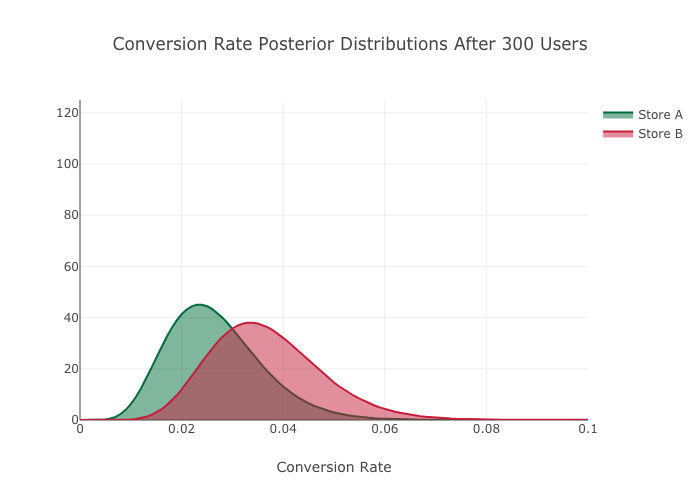 Conversion Rate Posterior Distributions After 300 Users
120
100
80
60
40
20
0
0 0.02 0.04 0.06 0.08 0.1
Conversion Rate
Store A
Store B